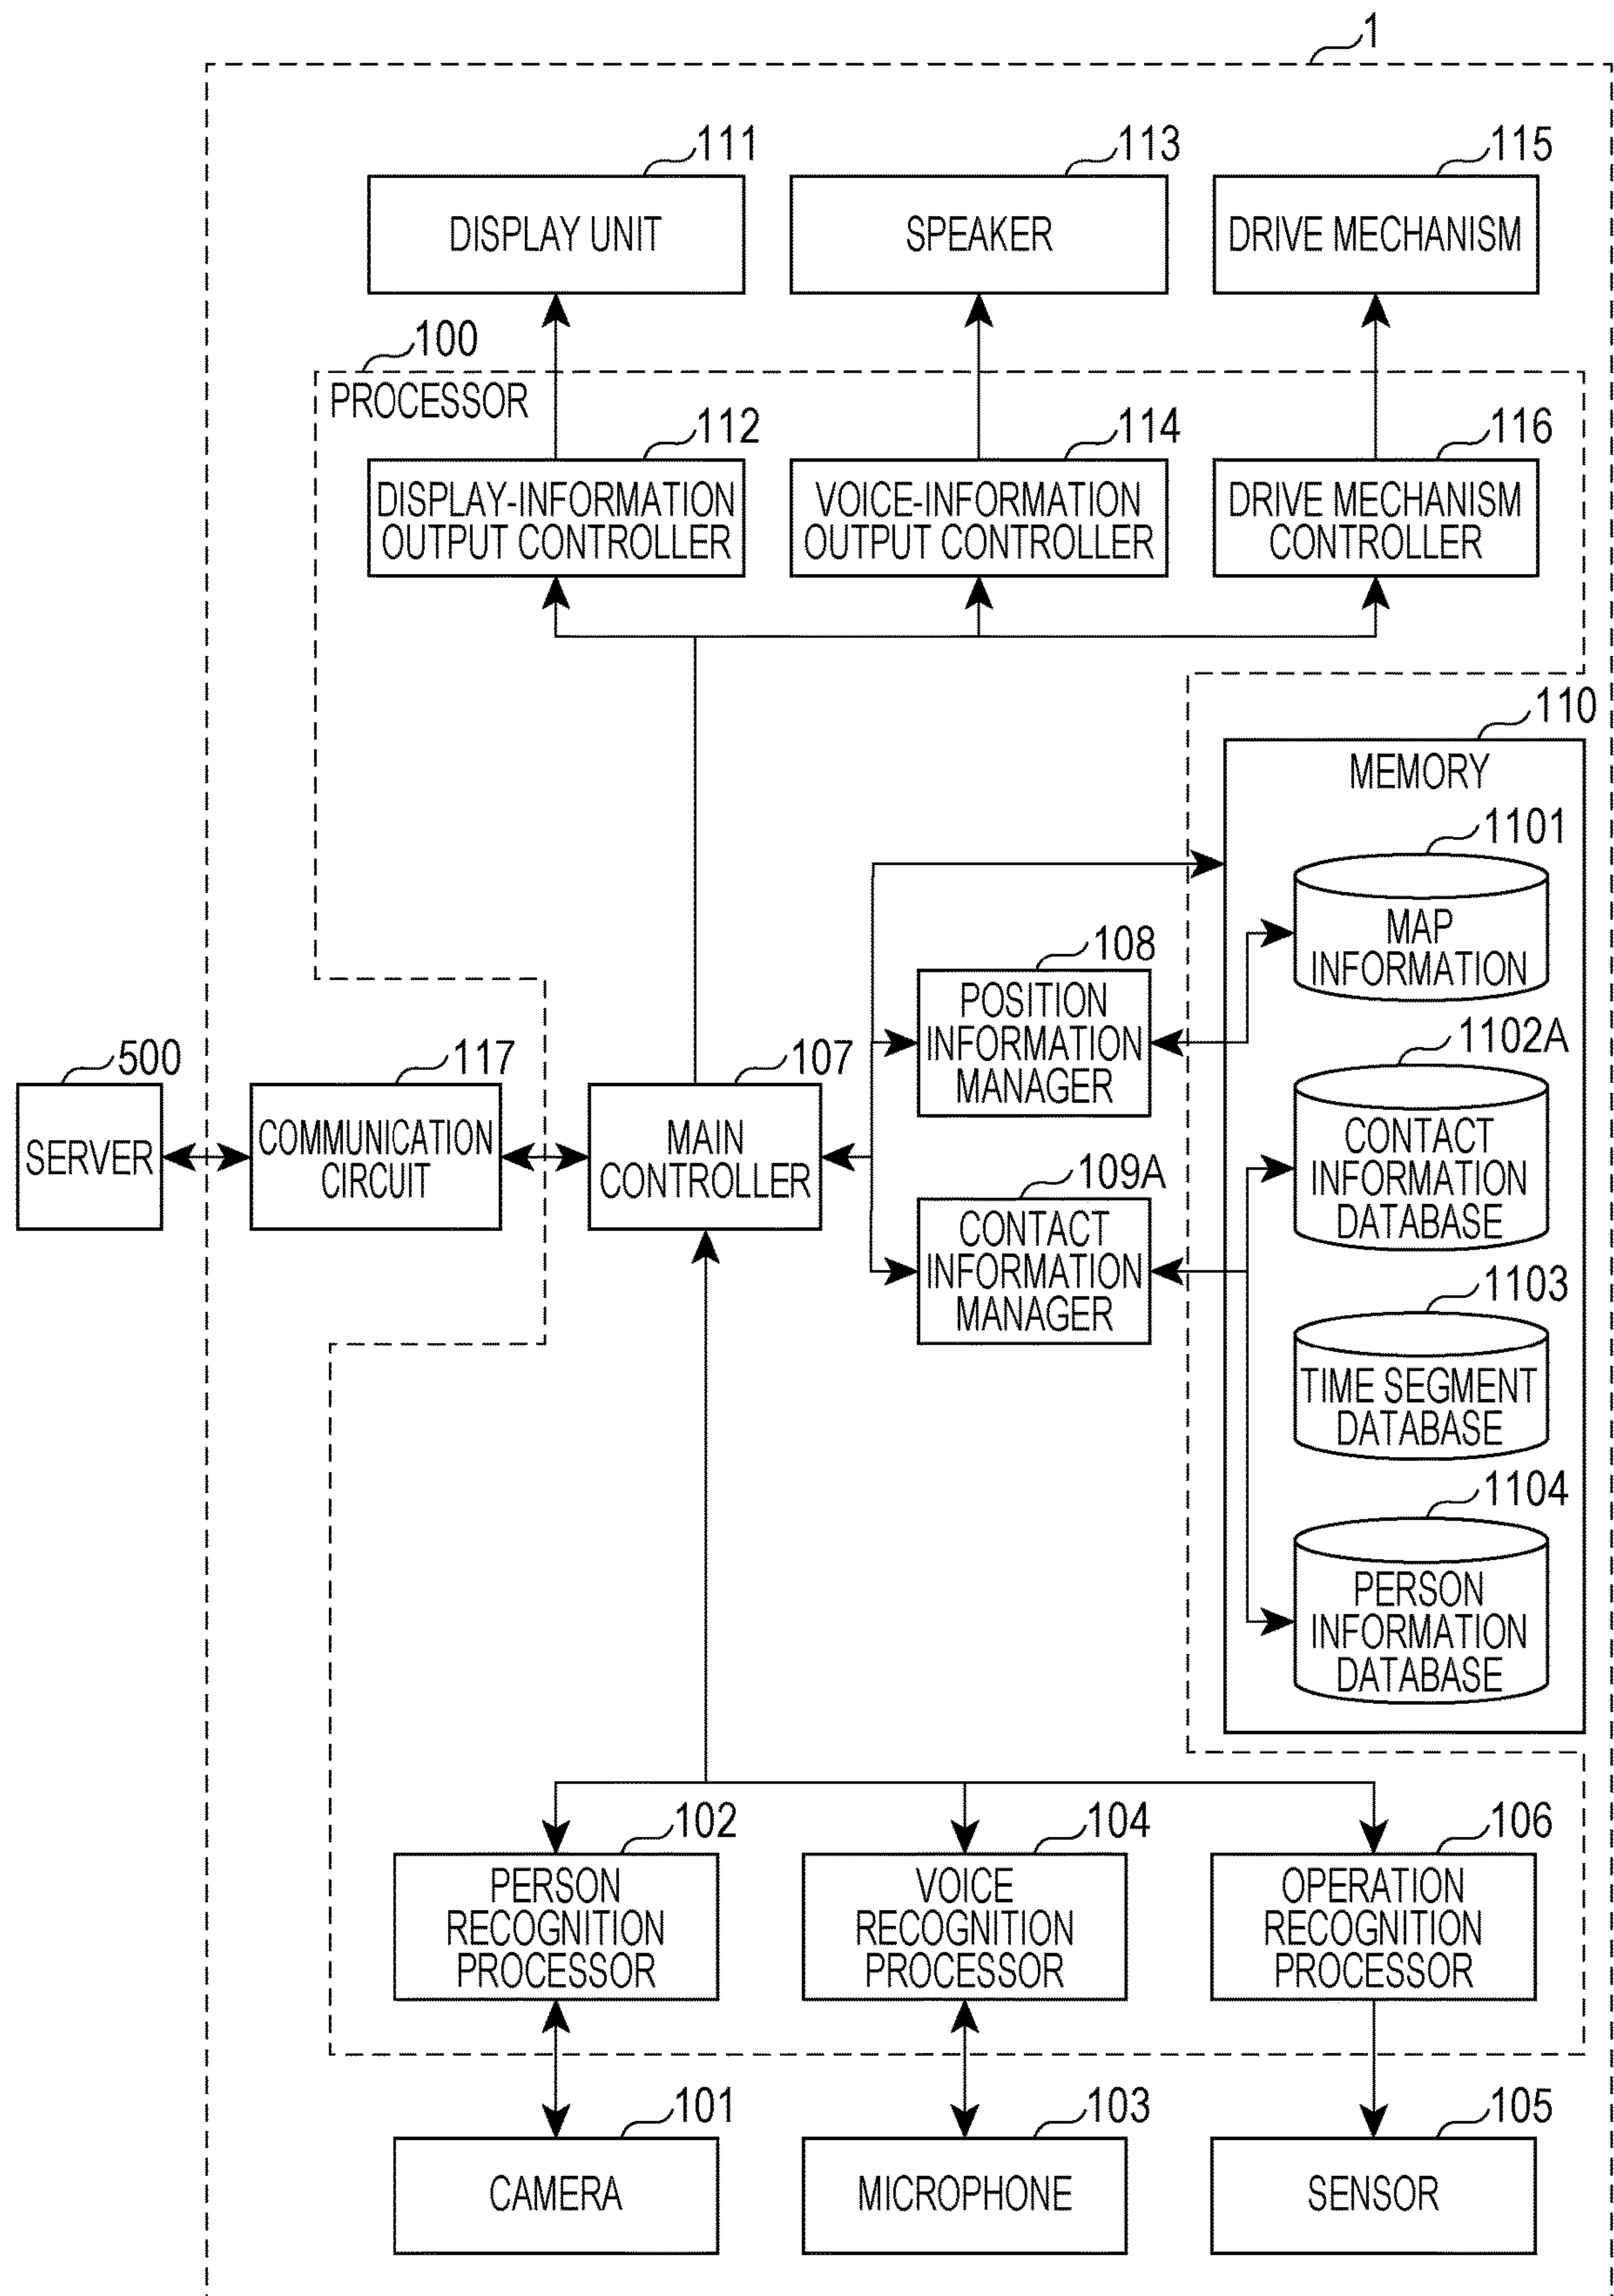 1
111
113
115
DISPLAY UNIT
SPEAKER
DRIVE MECHANISM
100
PROCESSOR
112
114
116
DISPLAY-INFORMATION
OUTPUT CONTROLLER
VOICE-INFORMATION
OUTPUT CONTROLLER
DRIVE MECHANISM
CONTROLLER
110
MEMORY
1101
MAP
INFORMATION
108
POSITION
INFORMATION
MANAGER
1102A
CONTACT
INFORMATION
DATABASE
500
SERVER
117
COMMUNICATION
CIRCUIT
107
MAIN
CONTROLLER
109A
CONTACT
INFORMATION
MANAGER
1103
TIME SEGMENT
DATABASE
1104
PERSON
INFORMATION
DATABASE
102
104
106
PERSON
RECOGNITION
PROCESSOR
VOICE
RECOGNITION
PROCESSOR
OPERATION
RECOGNITION
PROCESSOR
101
103
105
CAMERA
MICROPHONE
SENSOR